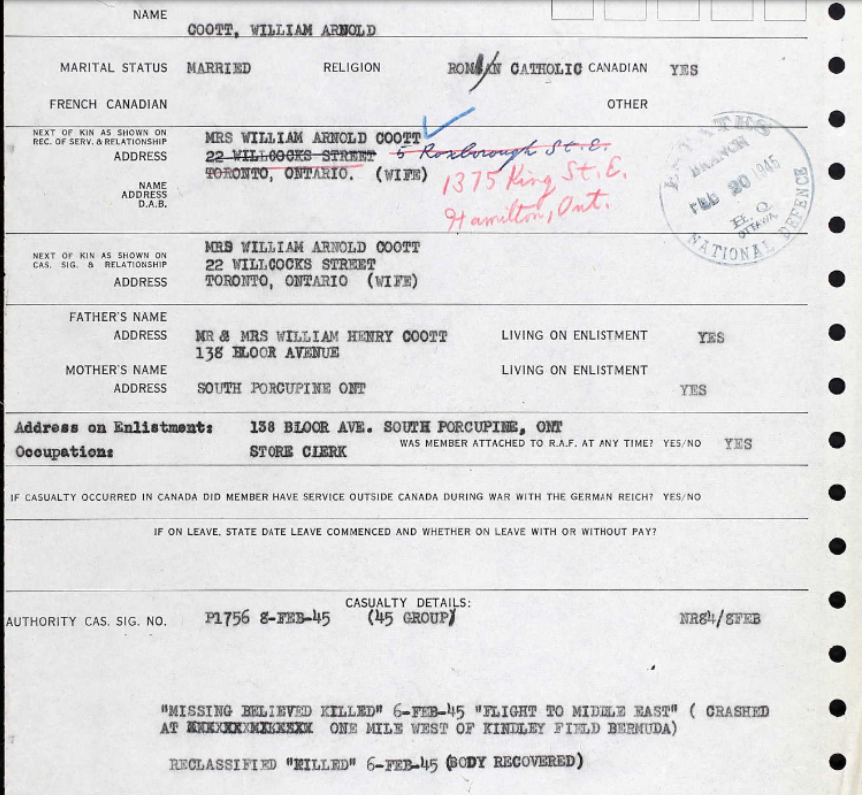 NAME COOTT, WILLIAM ARNOLD
MARITAL STATUS MARRIED RELIGION ROMAN CATHOLIC CANADIAN YES
FRENCH CANADIAN OTHER
NEXT OF KIN AS SHOWN ON
REC. OF SERV. & RELATIONSHIP
MRS WILLIAM ARNOLD COOTT
ADDRESS 22 WILLCOCKS STREET 5 Roxborough St. E.
TORONTO, ONTARIO. (WIFE) 1375 King St. E.
Hamilton, Ont.
NAME
ADDRESS
D.A.B.
ESTATES
BRANCH
FEB 20 1945
H.Q.
OTTAWA
NATIONAL DEFENCE
NEXT OF KIN AS SHOWN ON
CAS. SIG. & RELATIONSHIP
MRS WILLIAM ARNOLD COOTT
22 WILLCOCKS STREET
ADDRESS TORONTO, ONTARIO (WIFE)
FATHER'S NAME
ADDRESS MR & MRS WILLIAM HENRY COOTT LIVING ON ENLISTMENT YES
138 BLOOR AVENUE
MOTHER'S NAME LIVING ON ENLISTMENT
ADDRESS SOUTH PORCUPINE ONT YES
Address on Enlistment: 138 BLOOR AVE. SOUTH PORCUPINE, ONT
Occupation: STORE CLERK WAS MEMBER ATTACHED TO R.A.F. AT ANY TIME? YES/NO YES
IF CASUALTY OCCURRED IN CANADA DID MEMBER HAVE SERVICE OUTSIDE CANADA DURING WAR WITH THE GERMAN REICH? YES/NO
IF ON LEAVE, STATE DATE LEAVE COMMENCED AND WHETHER ON LEAVE WITH OR WITHOUT PAY?
CASUALTY DETAILS:
AUTHORITY CAS. SIG. NO. P1756 8-FEB-45 (45 GROUP) NR84/8FEB
"MISSING BELIEVED KILLED" 6-FEB-45 "FLIGHT TO MIDDLE EAST" ( CRASHED
AT ONE MILE WEST OF KINDLEY FIELD BERMUDA)
RECLASSIFIED "KILLED" 6-FEB-45 (BODY RECOVERED)